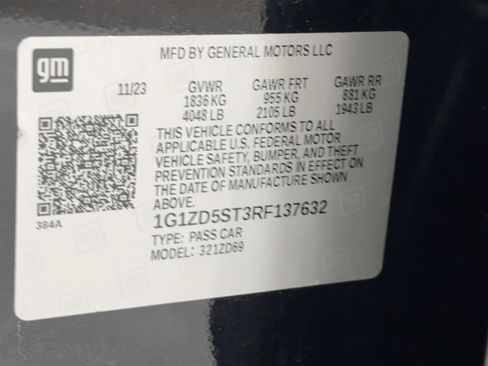 gm
MFD BY GENERAL MOTORS LLC
11/23 GVWR GAWR FRT GAWR RR
1836 KG 955 KG 881 KG
4048 LB 2105 LB 1943 LB
THIS VEHICLE CONFORMS TO ALL
APPLICABLE U.S. FEDERAL MOTOR
VEHICLE SAFETY, BUMPER, AND THEFT
PREVENTION STANDARDS IN EFFECT ON
THE DATE OF MANUFACTURE SHOWN
ABOVE.
384A
1G1ZD5ST3RF137632
TYPE: PASS CAR
MODEL: 321ZD69